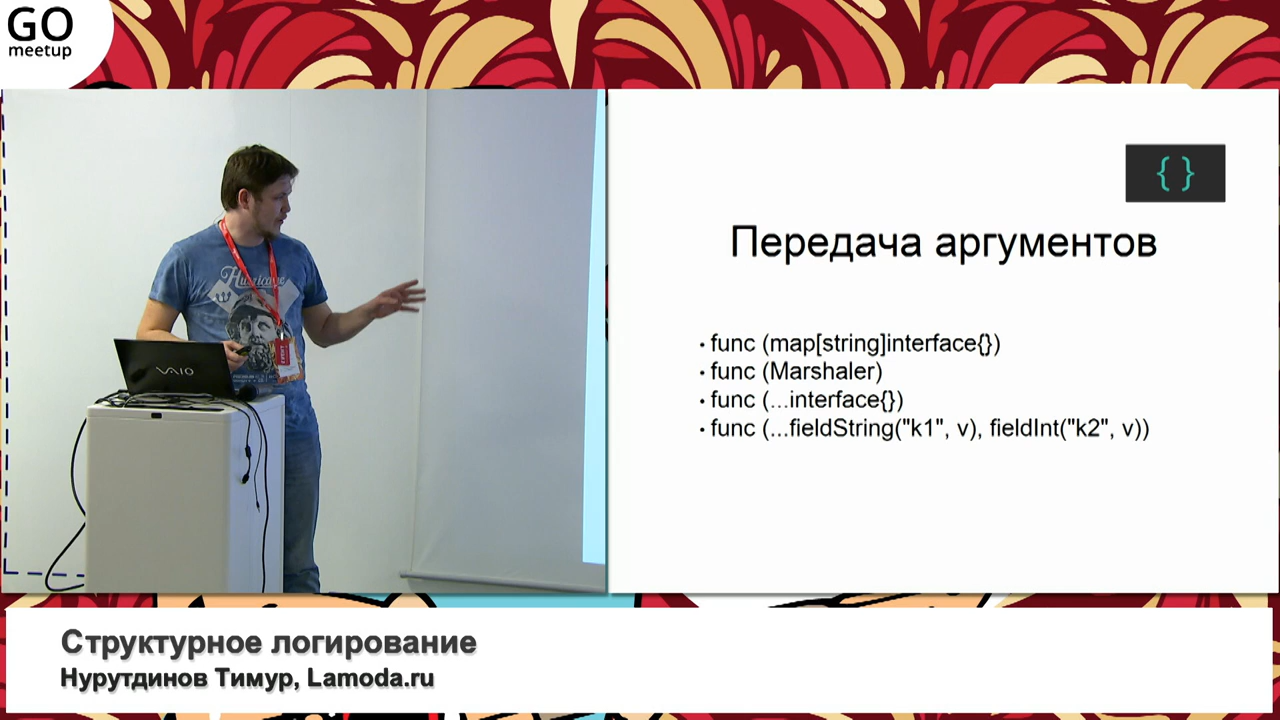 GO
meetup
{ }
Передача аргументов
• func (map[string]interface{})
• func (Marshaler)
• func (...interface{})
• func (...fieldString("k1", v), fieldInt("k2", v))
Hurricane
VAIO
Структурное логирование
Нурутдинов Тимур, Lamoda.ru